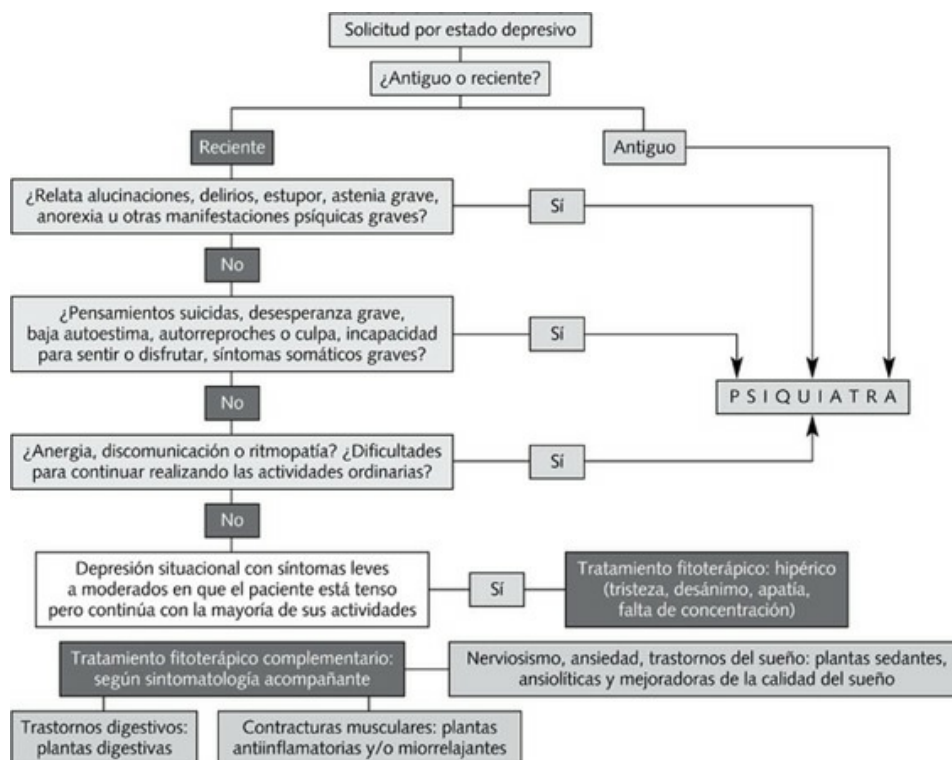 Solicitud por estado depresivo
¿Antiguo o reciente?
Reciente
Antiguo
¿Relata alucinaciones, delirios, estupor, astenia grave,
anorexia u otras manifestaciones psíquicas graves?
Sí
No
¿Pensamientos suicidas, desesperanza grave,
baja autoestima, autorreproches o culpa, incapacidad
para sentir o disfrutar, síntomas somáticos graves?
Sí
PSIQUIATRA
No
¿Anergia, discomunicación o ritmopatía? ¿Dificultades
para continuar realizando las actividades ordinarias?
Sí
No
Depresión situacional con síntomas leves
a moderados en que el paciente está tenso
pero continúa con la mayoría de sus actividades
Sí
Tratamiento fitoterápico: hipérico
(tristeza, desánimo, apatía,
falta de concentración)
Tratamiento fitoterápico complementario:
según sintomatología acompañante
Nerviosismo, ansiedad, trastornos del sueño: plantas sedantes,
ansiolíticas y mejoradoras de la calidad del sueño
Trastornos digestivos:
plantas digestivas
Contracturas musculares: plantas
antiinflamatorias y/o miorrelajantes